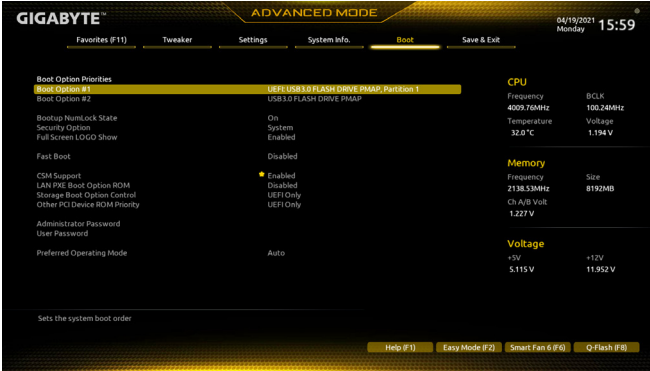 GIGABYTE™
ADVANCED MODE
04/19/2021 Monday 15:59
Favorites (F11) Tweaker Settings System Info. Boot Save & Exit
Boot Option Priorities
Boot Option #1 UEFI: USB3.0 FLASH DRIVE PMAP, Partition 1
Boot Option #2 USB3.0 FLASH DRIVE PMAP
Bootup NumLock State On
Security Option System
Full Screen LOGO Show Enabled
Fast Boot Disabled
CSM Support Enabled
LAN PXE Boot Option ROM Disabled
Storage Boot Option Control UEFI Only
Other PCI Device ROM Priority UEFI Only
Administrator Password
User Password
Preferred Operating Mode Auto
CPU
Frequency BCLK
4009.76MHz 100.24MHz
Temperature Voltage
32.0 °C 1.194 V
Memory
Frequency Size
2138.53MHz 8192MB
Ch A/B Volt
1.227 V
Voltage
+5V +12V
5.115 V 11.952 V
Sets the system boot order
Help (F1) Easy Mode (F2) Smart Fan 6 (F6) Q-Flash (F8)